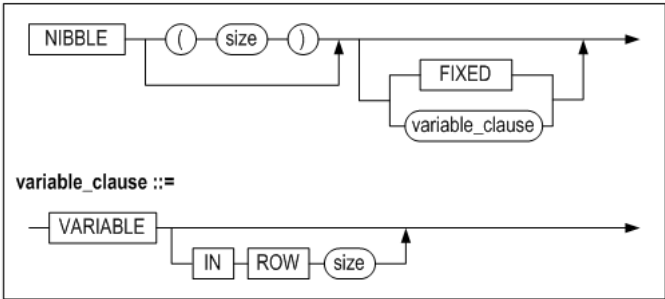 NIBBLE ( size )
FIXED
variable_clause
variable_clause ::=
VARIABLE
IN ROW size